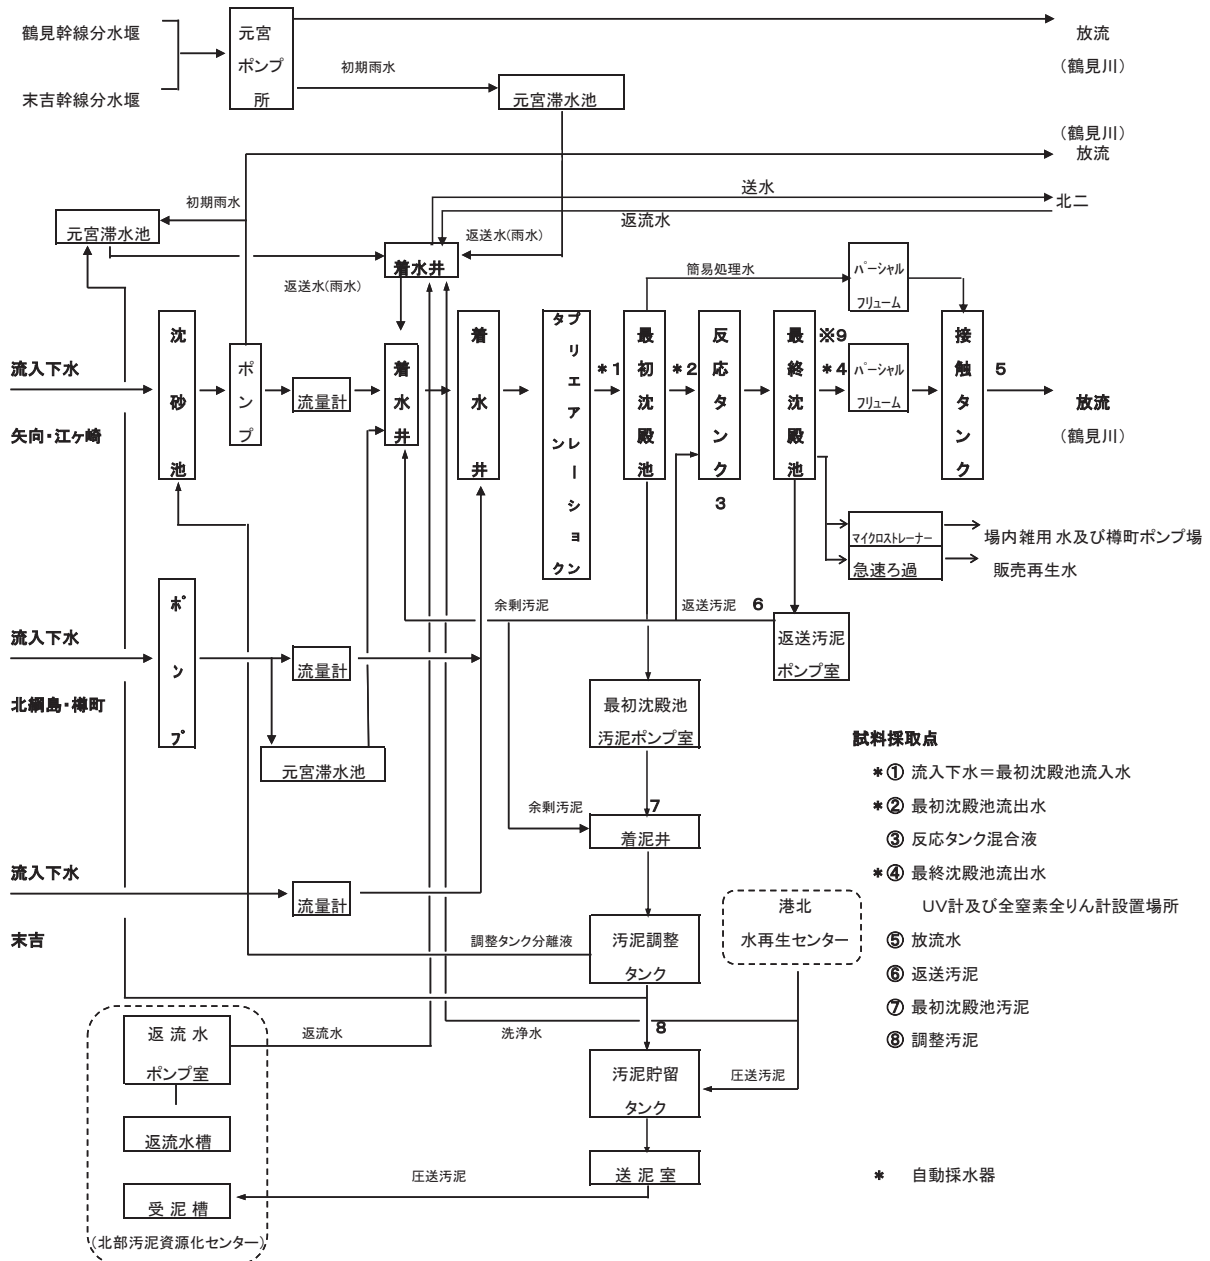 鶴見幹線分水堰
末吉幹線分水堰
元宮
ポンプ
所
初期雨水
元宮滞水池
放流
(鶴見川)
(鶴見川)
放流
送水
北二
返流水
初期雨水
元宮滞水池
返送水(雨水)
着水井
返送水(雨水)
簡易処理水
パーシャル
フリューム
流入下水
矢向・江ヶ崎
沈砂池
ポンプ
流量計
着水井
着水井
プリエアレーションタンク
*1
最初沈殿池
*2
反応タンク
3
最終沈殿池
※9
*4
パーシャル
フリューム
接触タンク
5
放流
(鶴見川)
マイクロストレーナー
急速ろ過
場内雑用水及び樽町ポンプ場
販売再生水
余剰汚泥
返送汚泥
6
返送汚泥
ポンプ室
流入下水
北綱島・樽町
ポンプ
流量計
元宮滞水池
最初沈殿池
汚泥ポンプ室
余剰汚泥
7
着泥井
流入下水
末吉
流量計
調整タンク分離液
汚泥調整
タンク
港北
水再生センター
8
返流水
ポンプ室
返流水
洗浄水
汚泥貯留
タンク
圧送汚泥
返流水槽
送泥室
圧送汚泥
受泥槽
(北部汚泥資源化センター)
試料採取点
*① 流入下水=最初沈殿池流入水
*② 最初沈殿池流出水
③ 反応タンク混合液
*④ 最終沈殿池流出水
UV計及び全窒素全りん計設置場所
⑤ 放流水
⑥ 返送汚泥
⑦ 最初沈殿池汚泥
⑧ 調整汚泥
* 自動採水器